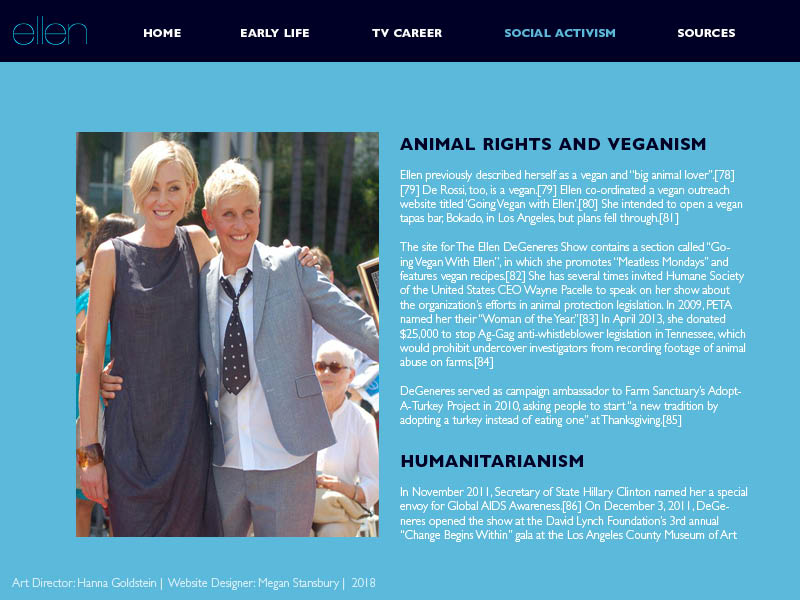 ellen
HOME EARLY LIFE TV CAREER SOCIAL ACTIVISM SOURCES
ANIMAL RIGHTS AND VEGANISM
Ellen previously described herself as a vegan and "big animal lover".[78]
[79] De Rossi, too, is a vegan.[79] Ellen co-ordinated a vegan outreach
website titled 'Going Vegan with Ellen'.[80] She intended to open a vegan
tapas bar, Bokado, in Los Angeles, but plans fell through.[81]
The site for The Ellen DeGeneres Show contains a section called "Go-
ing Vegan With Ellen", in which she promotes "Meatless Mondays" and
features vegan recipes.[82] She has several times invited Humane Society
of the United States CEO Wayne Pacelle to speak on her show about
the organization's efforts in animal protection legislation. In 2009, PETA
named her their "Woman of the Year."[83] In April 2013, she donated
$25,000 to stop Ag-Gag anti-whistleblower legislation in Tennessee, which
would prohibit undercover investigators from recording footage of animal
abuse on farms.[84]
DeGeneres served as campaign ambassador to Farm Sanctuary's Adopt-
A-Turkey Project in 2010, asking people to start "a new tradition by
adopting a turkey instead of eating one" at Thanksgiving.[85]
HUMANITARIANISM
In November 2011, Secretary of State Hillary Clinton named her a special
envoy for Global AIDS Awareness.[86] On December 3, 2011, DeGe-
neres opened the show at the David Lynch Foundation's 3rd annual
"Change Begins Within" gala at the Los Angeles County Museum of Art
Art Director: Hanna Goldstein | Website Designer: Megan Stansbury | 2018